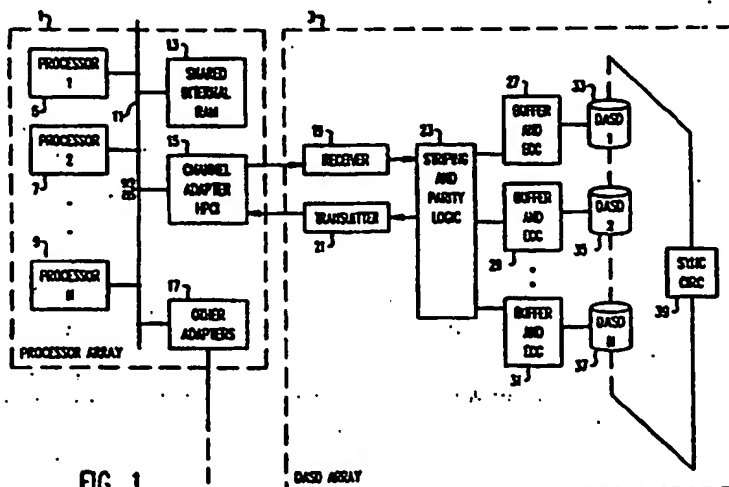 1
3
PROCESSOR
1
5
PROCESSOR
2
7
PROCESSOR
N
9
11
BUS
13
SHARED
INTERNAL
RAM
15
CHANNEL
ADAPTER
HPCI
17
OTHER
ADAPTERS
PROCESSOR ARRAY
19
RECEIVER
TRANSMITTER
21
23
STRIPING
AND
PARITY
LOGIC
27
BUFFER
AND
ECC
BUFFER
AND
ECC
29
BUFFER
AND
ECC
31
33
DASD
1
DASD
2
35
DASD
N
37
SYNC
CIRC
39
DASD ARRAY
FIG. 1